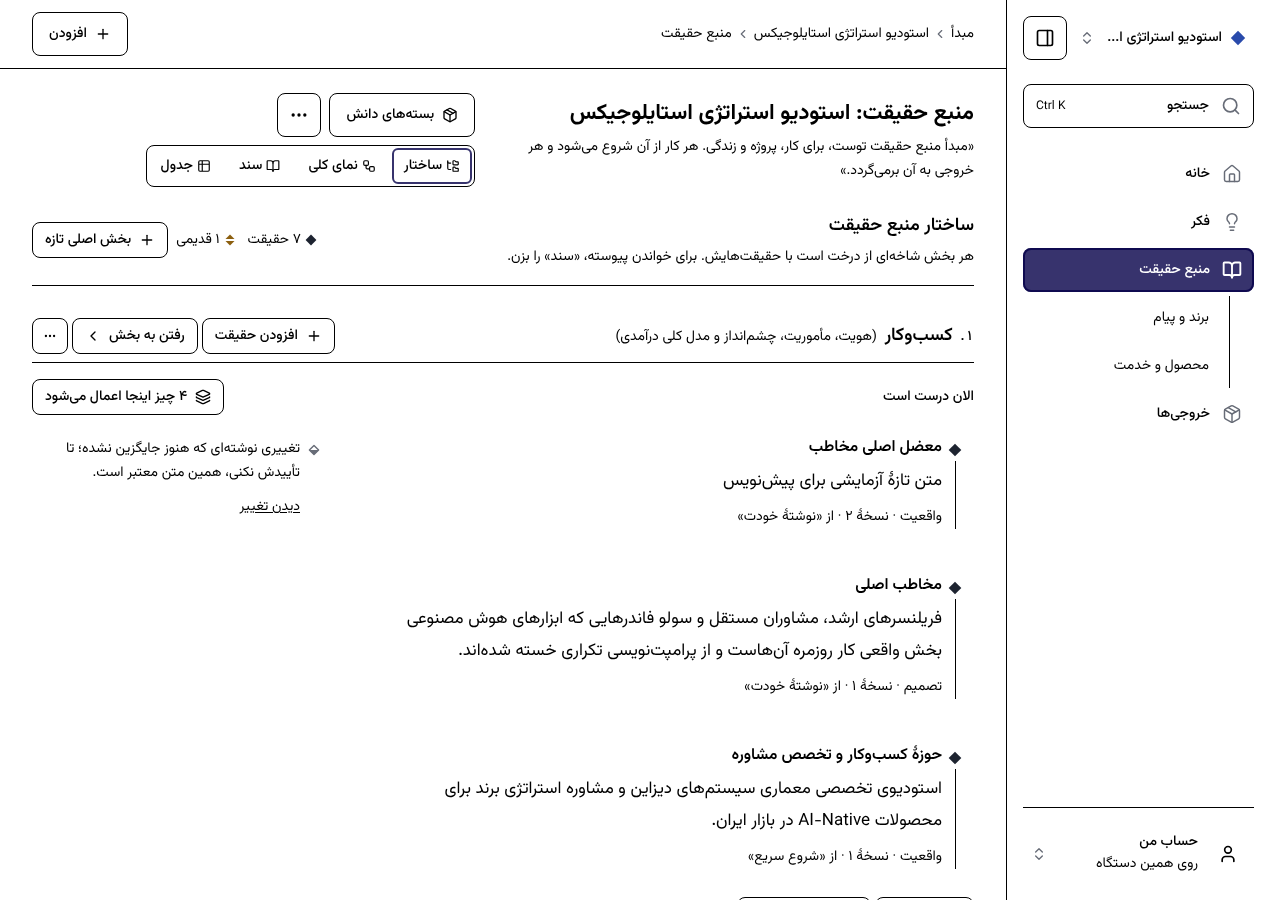 استودیو استراتژی ا...
جستجو
Ctrl K
خانه
فکر
منبع حقیقت
برند و پیام
محصول و خدمت
خروجی‌ها
حساب من
روی همین دستگاه
مبدأ › استودیو استراتژی استایلوجیکس › منبع حقیقت
افزودن
منبع حقیقت: استودیو استراتژی استایلوجیکس
«مبدأ منبع حقیقت توست، برای کار، پروژه و زندگی. هر کار از آن شروع می‌شود و هر
خروجی به آن برمی‌گردد.»
بسته‌های دانش
ساختار
نمای کلی
سند
جدول
ساختار منبع حقیقت
هر بخش شاخه‌ای از درخت است با حقیقت‌هایش. برای خواندن پیوسته، «سند» را بزن.
۷ حقیقت
۱ قدیمی
بخش اصلی تازه
۱. کسب‌وکار (هویت، مأموریت، چشم‌انداز و مدل کلی درآمدی)
افزودن حقیقت
رفتن به بخش
الان درست است
۴ چیز اینجا اعمال می‌شود
معضل اصلی مخاطب
متن تازهٔ آزمایشی برای پیش‌نویس
واقعیت · نسخهٔ ۲ · از «نوشتهٔ خودت»
تغییری نوشته‌ای که هنوز جایگزین نشده؛ تا
تأییدش نکنی، همین متن معتبر است.
دیدن تغییر
مخاطب اصلی
فریلنسرهای ارشد، مشاوران مستقل و سولو فاندرهایی که ابزارهای هوش مصنوعی
بخش واقعی کار روزمره آن‌هاست و از پرامپت‌نویسی تکراری خسته شده‌اند.
تصمیم · نسخهٔ ۱ · از «نوشتهٔ خودت»
حوزهٔ کسب‌وکار و تخصص مشاوره
استودیوی تخصصی معماری سیستم‌های دیزاین و مشاوره استراتژی برند برای
محصولات AI-Native در بازار ایران.
واقعیت · نسخهٔ ۱ · از «شروع سریع»